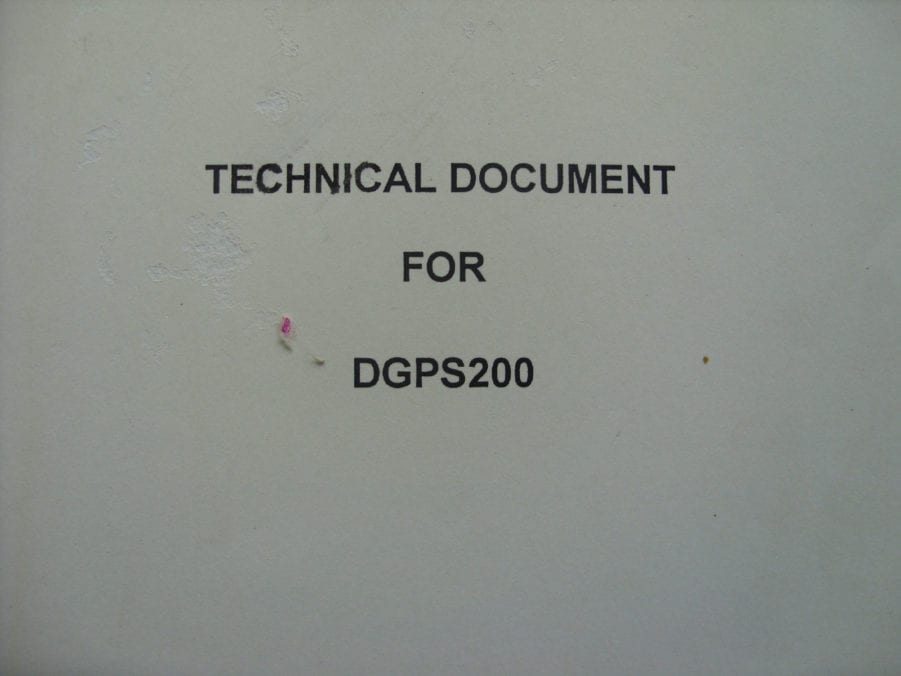 TECHNICAL DOCUMENT
FOR
DGPS200